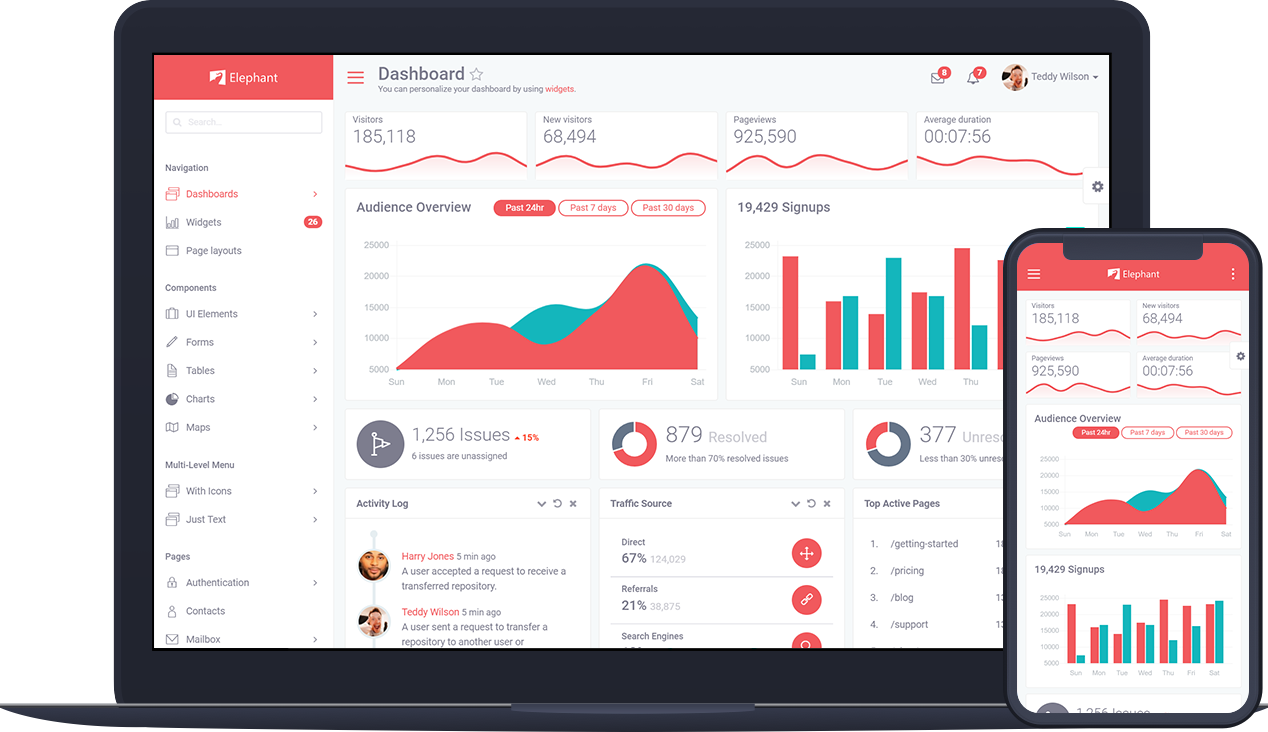 Elephant
Dashboard
You can personalize your dashboard by using widgets.
8
7
Teddy Wilson
Search...
Navigation
Dashboards
Widgets
26
Page layouts
Components
UI Elements
Forms
Tables
Charts
Maps
Multi-Level Menu
With Icons
Just Text
Pages
Authentication
Contacts
Mailbox
Visitors
185,118
New visitors
68,494
Pageviews
925,590
Average duration
00:07:56
Audience Overview
Past 24hr
Past 7 days
Past 30 days
25000
20000
15000
10000
5000
Sun Mon Tue Wed Thu Fri Sat
19,429 Signups
25000
20000
15000
10000
5000
Sun Mon Tue Wed Thu
1,256 Issues 15%
6 issues are unassigned
879 Resolved
More than 70% resolved issues
377 Unreso
Less than 30% unreso
Activity Log
Harry Jones 5 min ago
A user accepted a request to receive a
transferred repository.
Teddy Wilson 5 min ago
A user sent a request to transfer a
repository to another user or
Traffic Source
Direct
67% 124,029
Referrals
21% 38,875
Search Engines
Top Active Pages
1. /getting-started
2. /pricing
3. /blog
4. /support
Elephant
Visitors
185,118
New visitors
68,494
Pageviews
925,590
Average duration
00:07:56
Audience Overview
Past 24hr
Past 7 days
Past 30 days
25000
20000
15000
10000
5000
Sun Mon Tue Wed Thu Fri Sat
19,429 Signups
25000
20000
15000
10000
5000
Sun Mon Tue Wed Thu Fri Sat
1,256 Issues